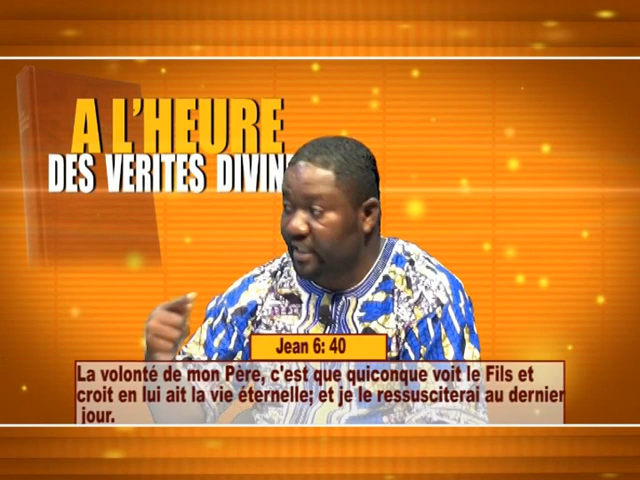 A L'HEURE
DES VERITES DIVIN
Jean 6: 40
La volonté de mon Père, c'est que quiconque voit le Fils et
croit en lui ait la vie éternelle; et je le ressusciterai au dernier
jour.